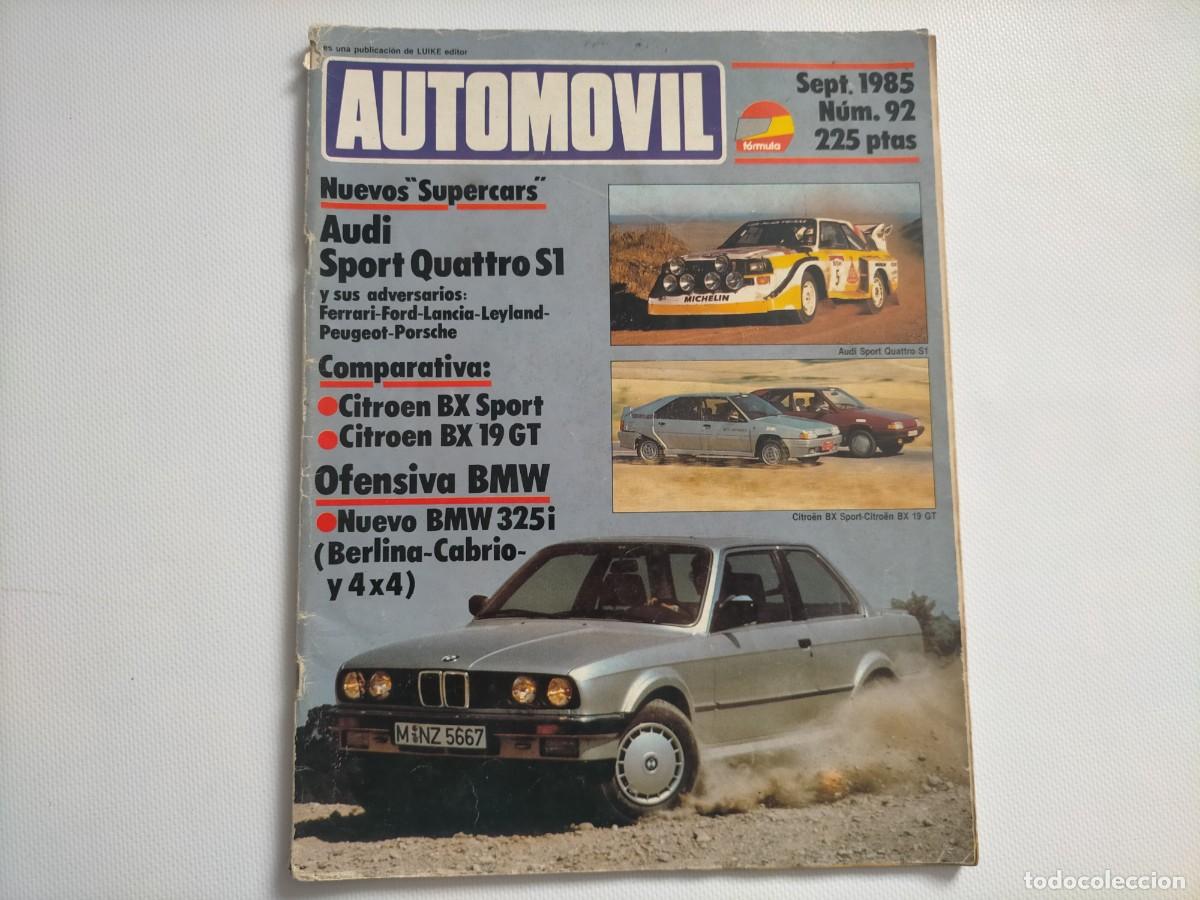 es una publicación de LUIKE editor
AUTOMOVIL
fórmula
Sept. 1985
Núm. 92
225 ptas
Nuevos "Supercars"
Audi
Sport Quattro S1
y sus adversarios:
Ferrari-Ford-Lancia-Leyland-
Peugeot-Porsche
MICHELIN
5
Audi Sport Quattro S1
Comparativa:
Citroen BX Sport
Citroen BX 19 GT
Citroën BX Sport-Citroën BX 19 GT
Ofensiva BMW
Nuevo BMW 325i
(Berlina-Cabrio-
y 4x4)
M NZ 5667
todocoleccion